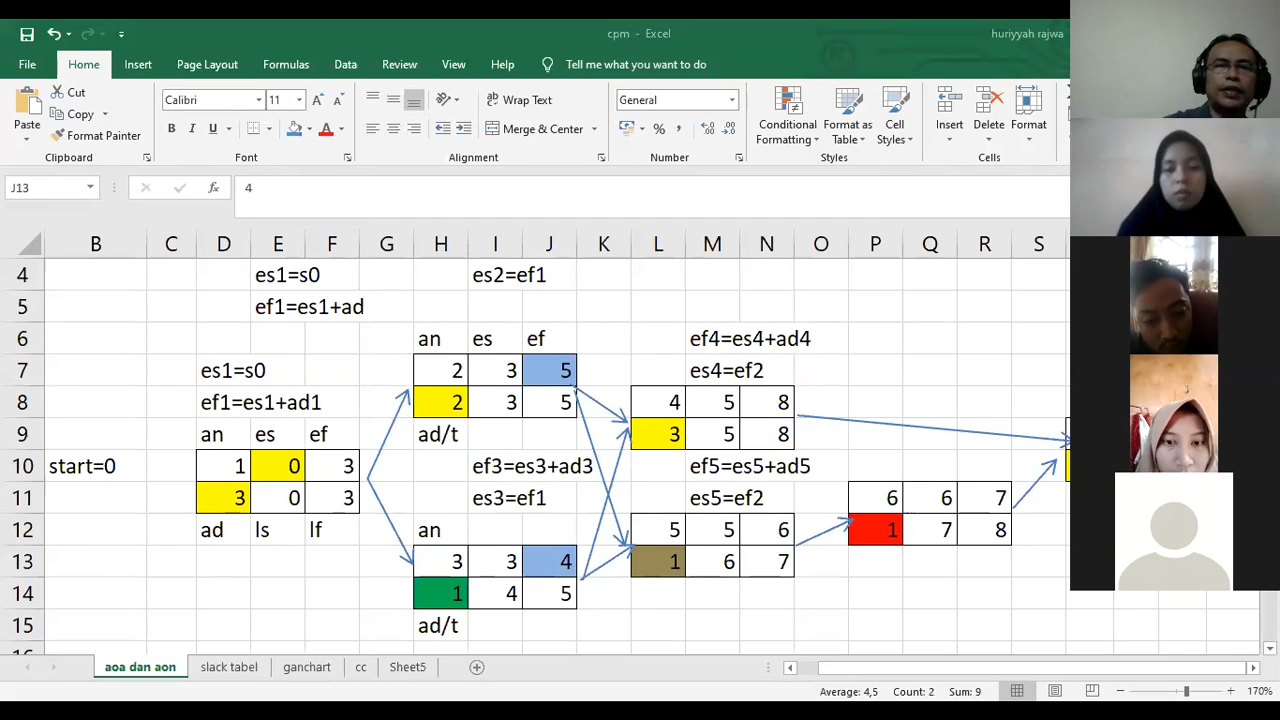 cpm - Excel
huriyyah rajwa
File Home Insert Page Layout Formulas Data Review View Help Tell me what you want to do
Paste
Cut
Copy
Format Painter
Calibri 11
B I U
Wrap Text
Merge & Center
General
% ,
Conditional Formatting
Format as Table
Cell Styles
Insert
Delete
Format
Clipboard Font Alignment Number Styles Cells
J13 fx 4
B C D E F G H I J K L M N O P Q R S
4 es1=s0 es2=ef1
5 ef1=es1+ad
6 an es ef ef4=es4+ad4
7 es1=s0 2 3 5 es4=ef2
8 ef1=es1+ad1 2 3 5 4 5 8
9 an es ef ad/t 3 5 8
10 start=0 1 0 3 ef3=es3+ad3 ef5=es5+ad5
11 3 0 3 es3=ef1 es5=ef2 6 6 7
12 ad ls lf an 5 5 6 1 7 8
13 3 3 4 1 6 7
14 1 4 5
15 ad/t
aoa dan aon slack tabel ganchart cc Sheet5
Average: 4,5 Count: 2 Sum: 9 170%